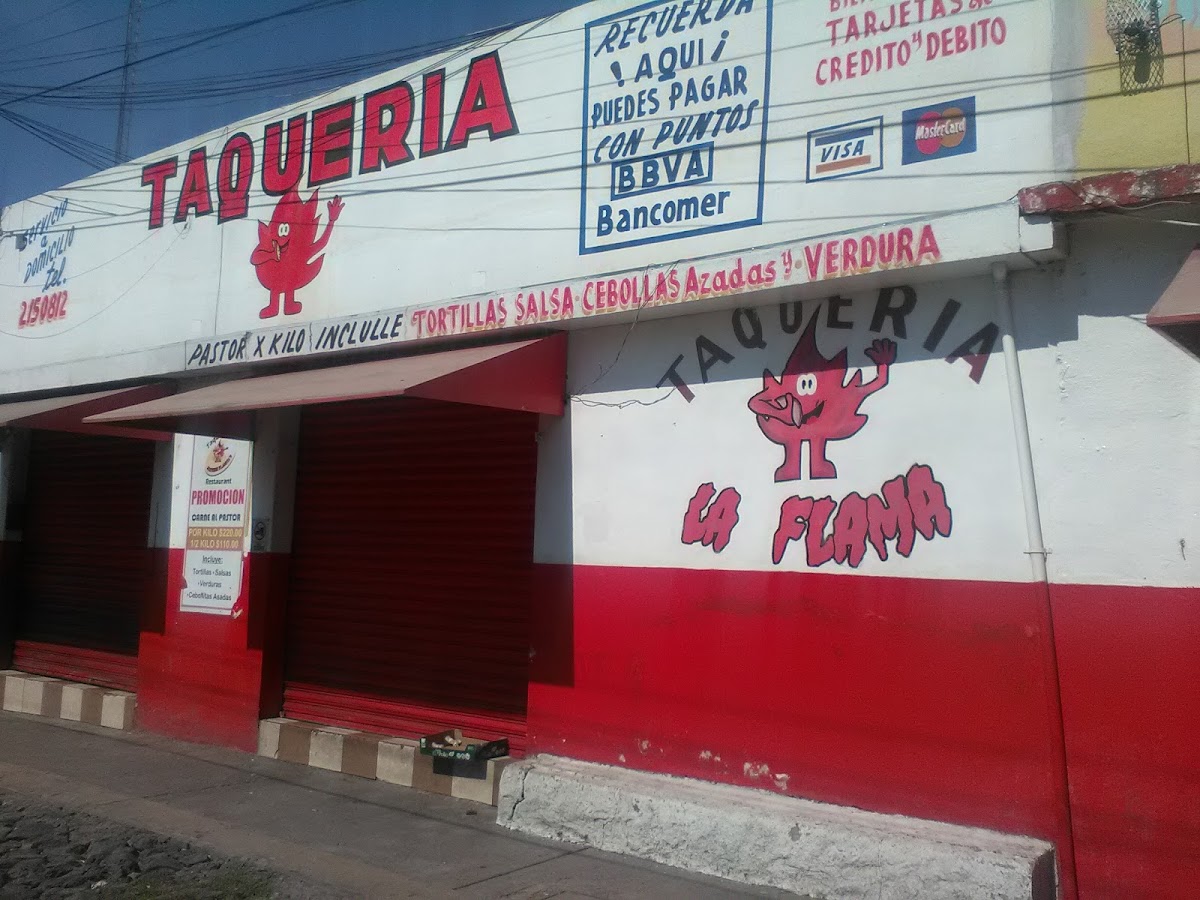 TAQUERIA
SERVICIO
a
DOMICILIO
tel.
2150812
RECUERDA
¡AQUI!
PUEDES PAGAR
CON PUNTOS
BBVA
Bancomer
TARJETAS de
CREDITO y DEBITO
VISA
MasterCard
PASTOR X KILO INCLULLE TORTILLAS SALSA·CEBOLLAS Azadas y·VERDURA
TAQUERIA
LA FLAMA
Restaurant
PROMOCION
CARNE AL PASTOR
POR KILO $220.00
1/2 KILO $110.00
Incluye:
Tortillas·Salsas
·Verduras
·Cebollitas Asadas